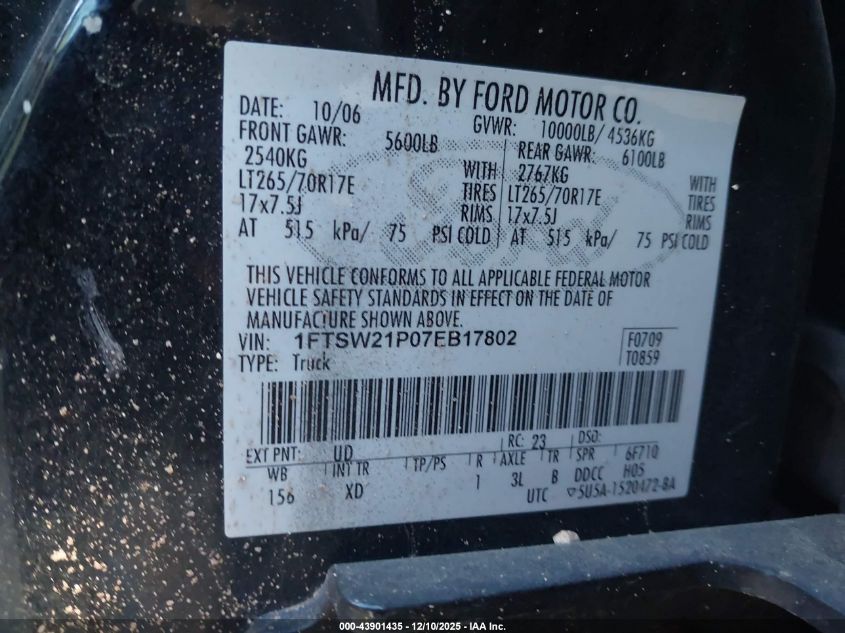 MFD. BY FORD MOTOR CO.
DATE: 10/06 GVWR: 10000LB/ 4536KG
FRONT GAWR: 5600LB REAR GAWR: 6100LB
2540KG WITH 2767KG WITH
LT265/70R17E TIRES LT265/70R17E TIRES
17x7.5J RIMS 17x7.5J RIMS
AT 515 kPa/ 75 PSI COLD AT 515 kPa/ 75 PSI COLD
THIS VEHICLE CONFORMS TO ALL APPLICABLE FEDERAL MOTOR
VEHICLE SAFETY STANDARDS IN EFFECT ON THE DATE OF
MANUFACTURE SHOWN ABOVE.
VIN: 1FTSW21P07EB17802 F0709
TYPE: Truck T0859
EXT PNT: UD RC: 23 DSO:
WB INT TR TP/PS R AXLE TR SPR 6F710
156 XD 1 3L B DDCC H05
UTC ▽5U5A-1520472-BA
000-43901435 - 12/10/2025 - IAA Inc.